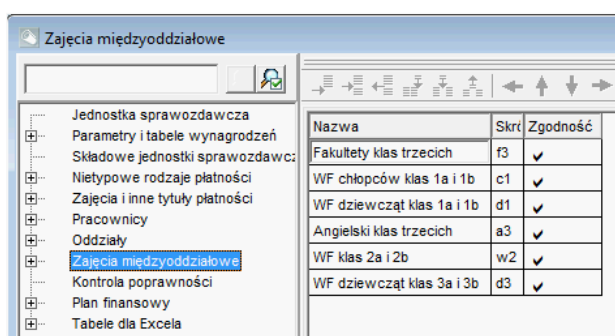 Zajęcia międzyoddziałowe
Jednostka sprawozdawcza
Parametry i tabele wynagrodzeń
Składowe jednostki sprawozdawc
Nietypowe rodzaje płatności
Zajęcia i inne tytuły płatności
Pracownicy
Oddziały
Zajęcia międzyoddziałowe
Kontrola poprawności
Plan finansowy
Tabele dla Excela
Nazwa Skró Zgodność
Fakultety klas trzecich f3
WF chłopców klas 1a i 1b c1
WF dziewcząt klas 1a i 1b d1
Angielski klas trzecich a3
WF klas 2a i 2b w2
WF dziewcząt klas 3a i 3b d3